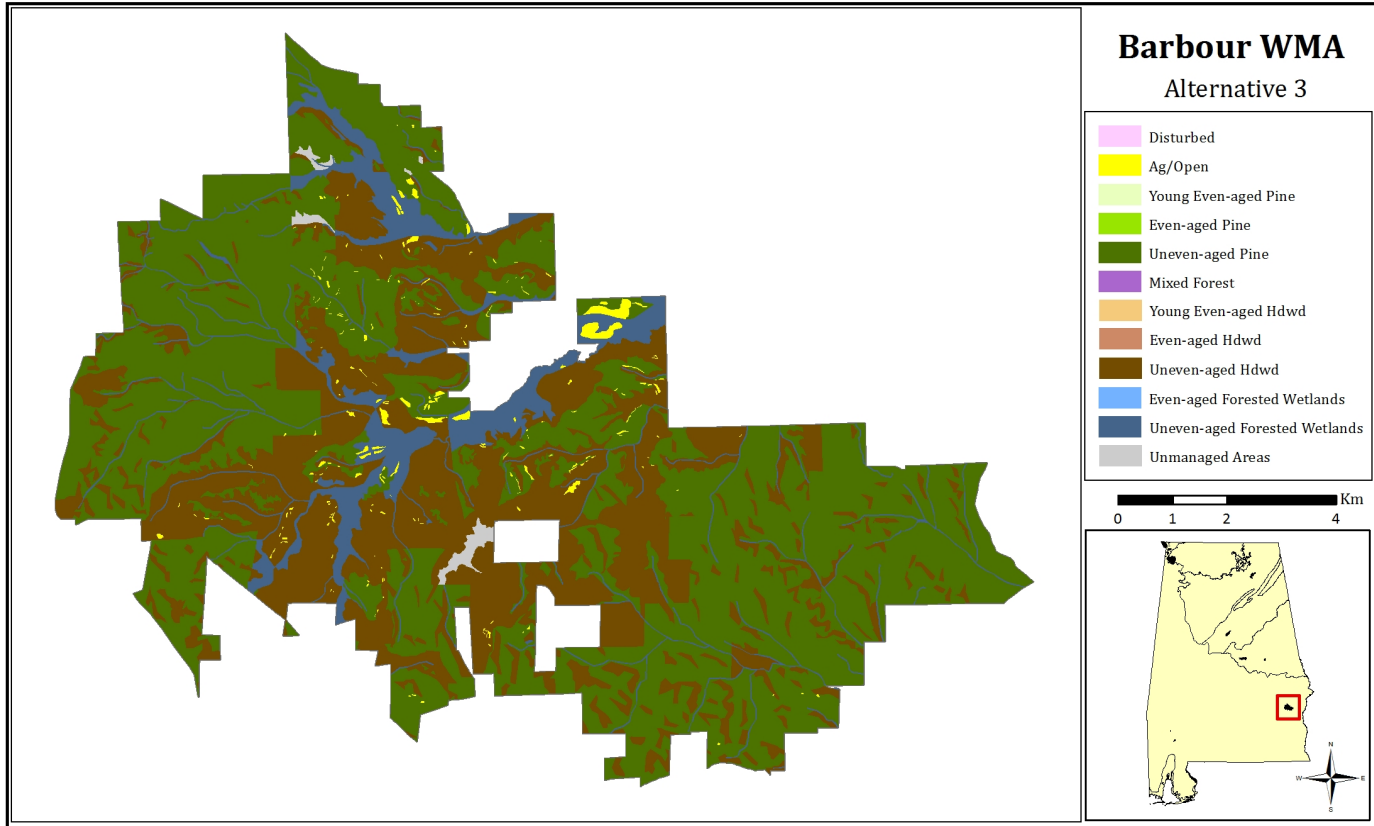 Barbour WMA
Alternative 3
Disturbed
Ag/Open
Young Even-aged Pine
Even-aged Pine
Uneven-aged Pine
Mixed Forest
Young Even-aged Hdwd
Even-aged Hdwd
Uneven-aged Hdwd
Even-aged Forested Wetlands
Uneven-aged Forested Wetlands
Unmanaged Areas
Km
0 1 2 4
N
W E
S